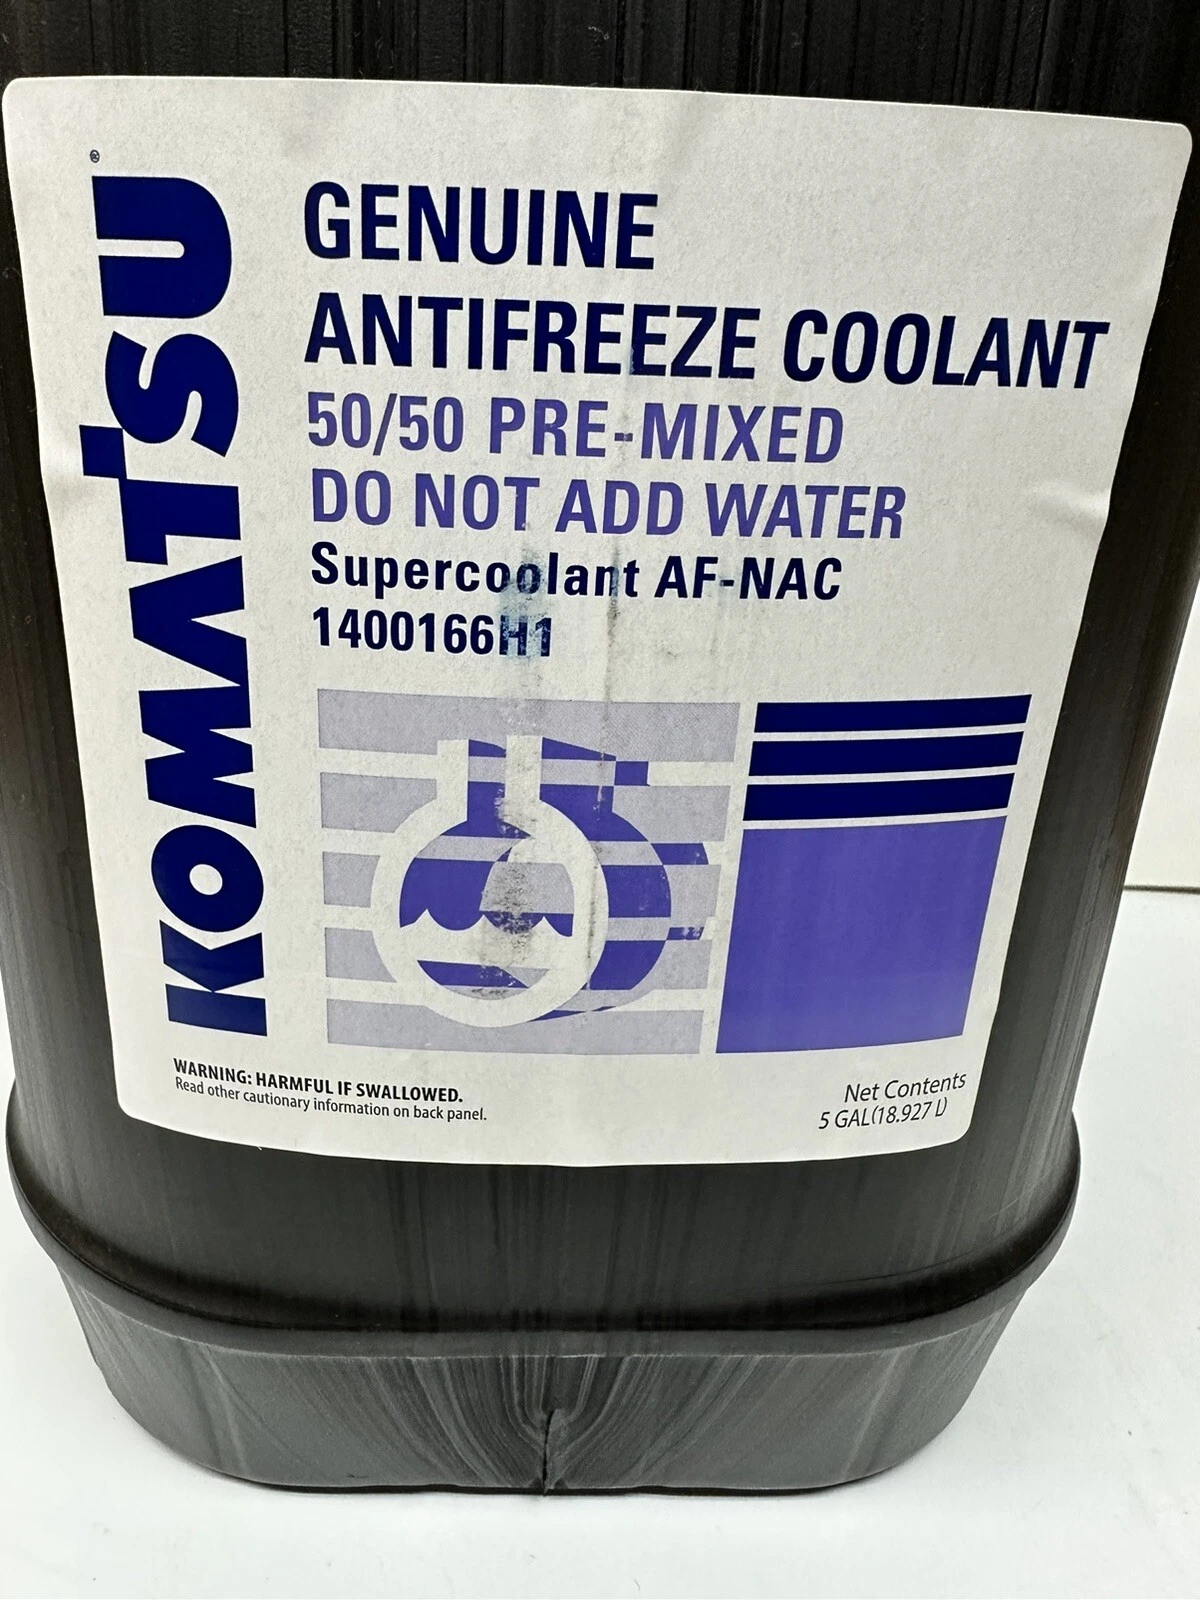 KOMATSU®
GENUINE
ANTIFREEZE COOLANT
50/50 PRE-MIXED
DO NOT ADD WATER
Supercoolant AF-NAC
1400166H1
WARNING: HARMFUL IF SWALLOWED.
Read other cautionary information on back panel.
Net Contents
5 GAL(18.927 L)